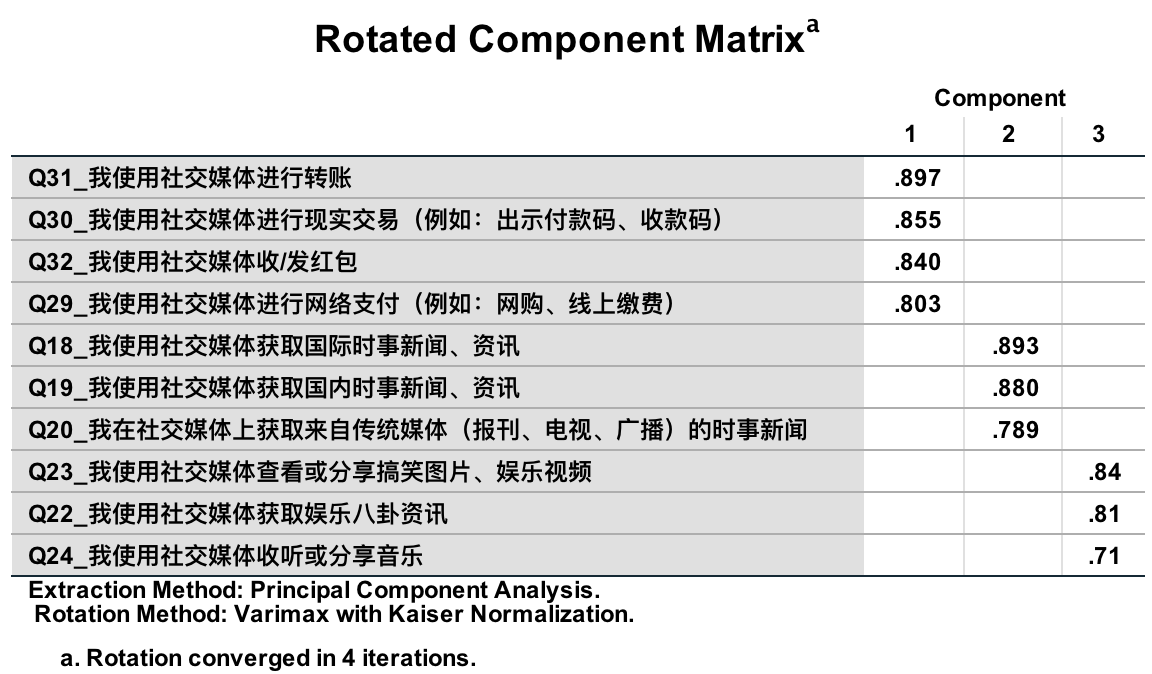 Rotated Component Matrixa
Component
1 2 3
Q31_我使用社交媒体进行转账 .897
Q30_我使用社交媒体进行现实交易（例如：出示付款码、收款码） .855
Q32_我使用社交媒体收/发红包 .840
Q29_我使用社交媒体进行网络支付（例如：网购、线上缴费） .803
Q18_我使用社交媒体获取国际时事新闻、资讯 .893
Q19_我使用社交媒体获取国内时事新闻、资讯 .880
Q20_我在社交媒体上获取来自传统媒体（报刊、电视、广播）的时事新闻 .789
Q23_我使用社交媒体查看或分享搞笑图片、娱乐视频 .84
Q22_我使用社交媒体获取娱乐八卦资讯 .81
Q24_我使用社交媒体收听或分享音乐 .71
Extraction Method: Principal Component Analysis.
Rotation Method: Varimax with Kaiser Normalization.
a. Rotation converged in 4 iterations.